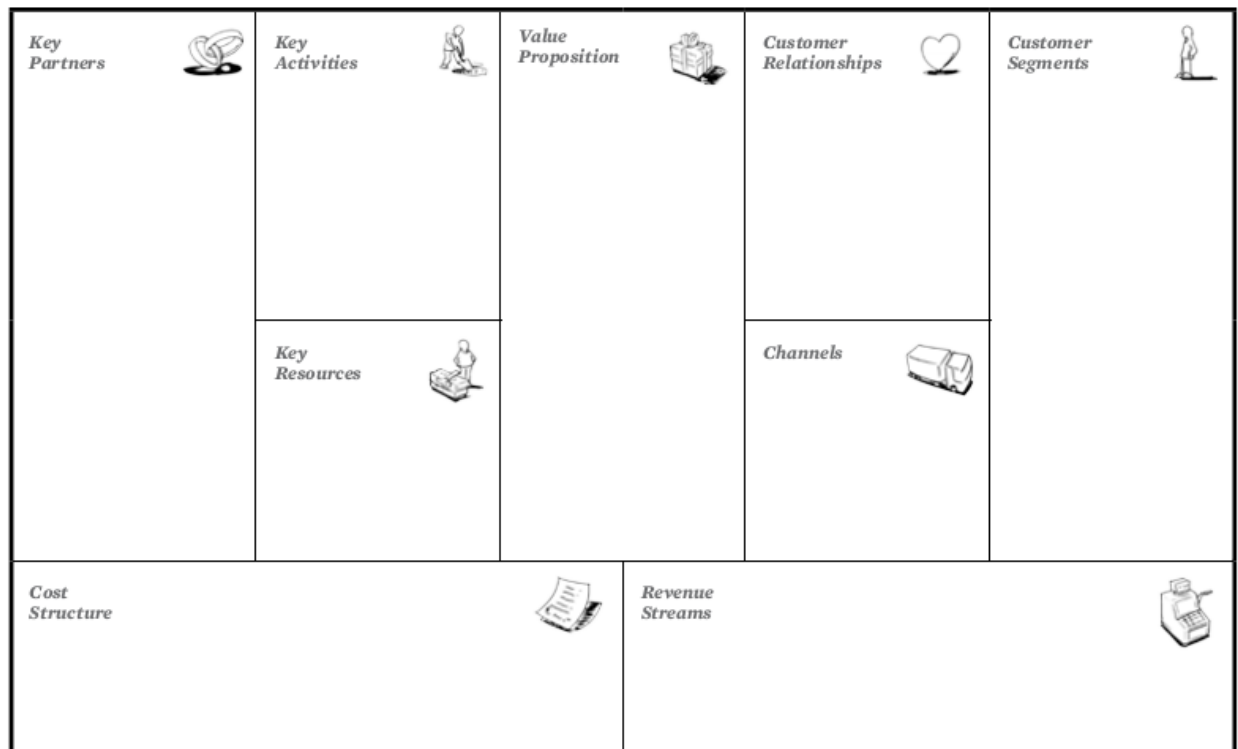 Key
Partners
Key
Activities
Value
Proposition
Customer
Relationships
Customer
Segments
Key
Resources
Channels
Cost
Structure
Revenue
Streams